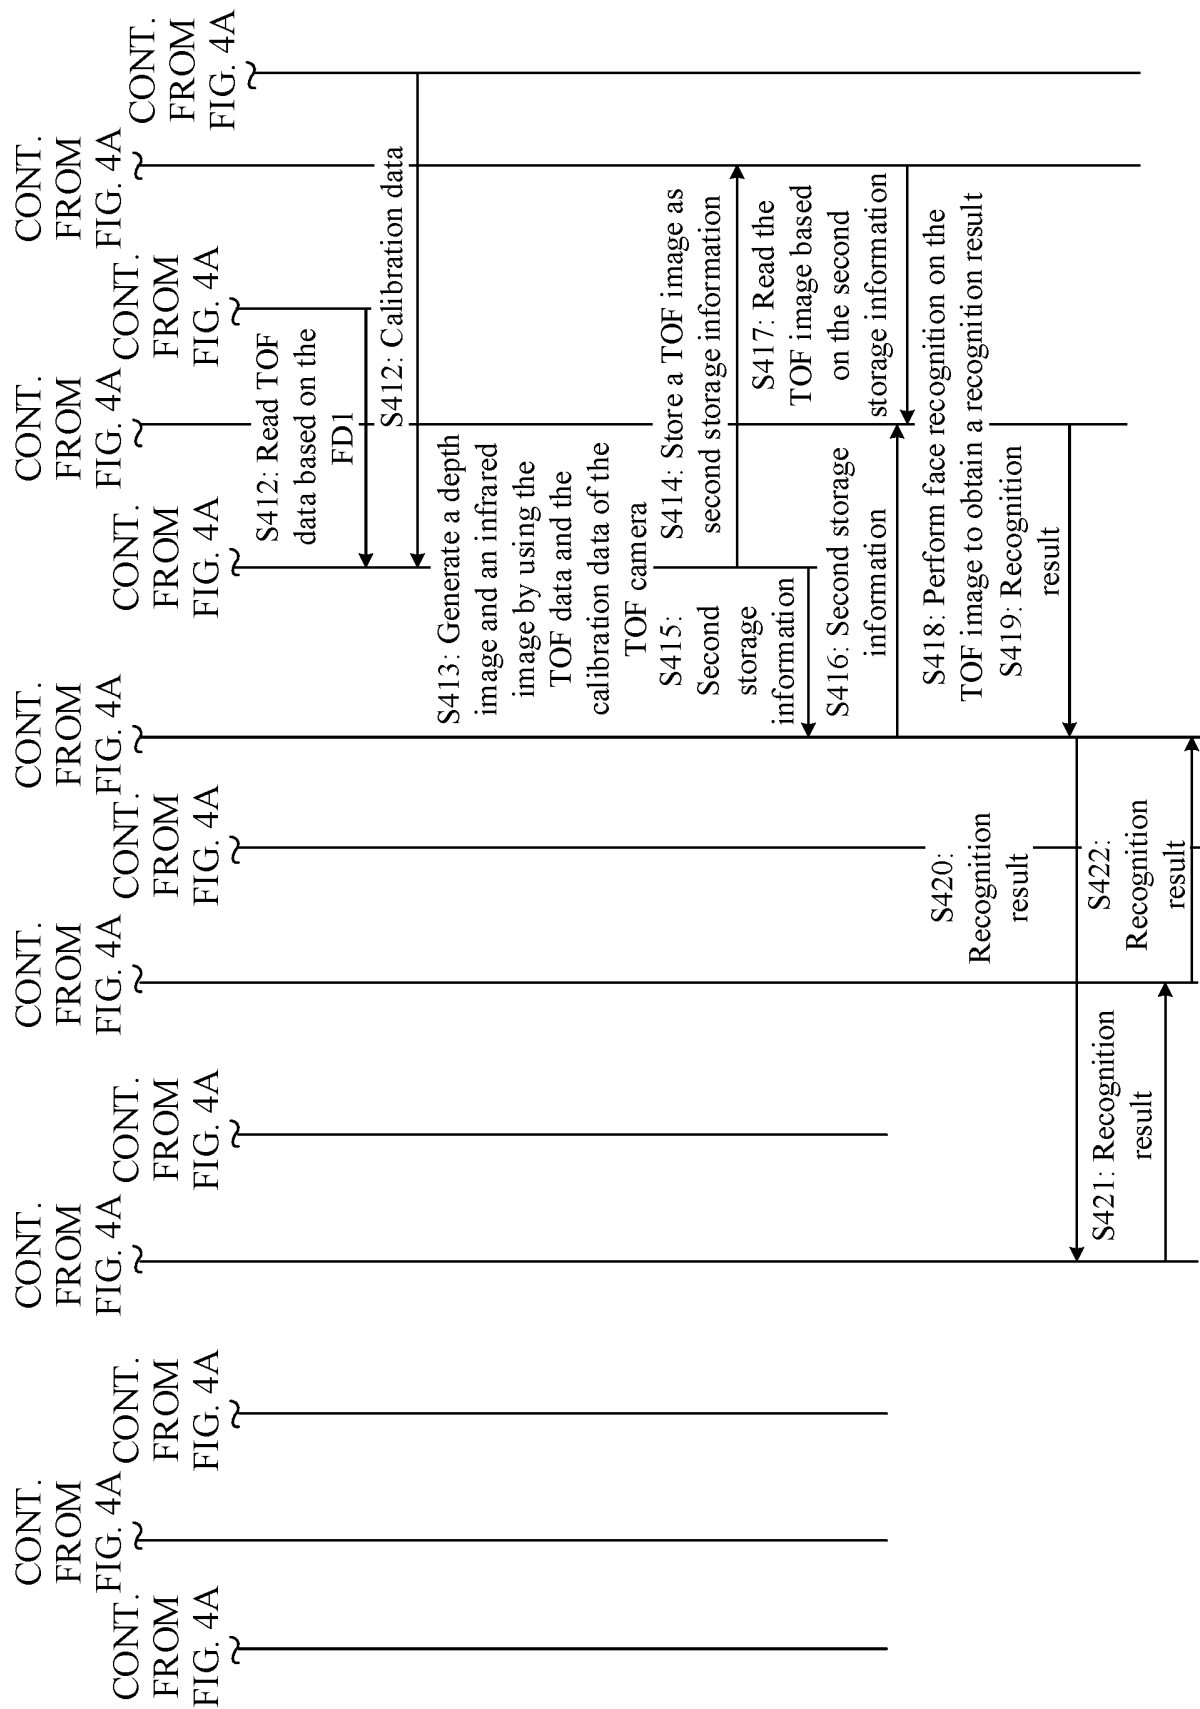 CONT.
FROM
FIG. 4A
CONT.
FROM
FIG. 4A
CONT.
FROM
FIG. 4A
CONT.
FROM
FIG. 4A
CONT.
FROM
FIG. 4A
CONT.
FROM
FIG. 4A
CONT.
FROM
FIG. 4A
CONT.
FROM
FIG. 4A
CONT.
FROM
FIG. 4A
CONT.
FROM
FIG. 4A
CONT.
FROM
FIG. 4A
CONT.
FROM
FIG. 4A
CONT.
FROM
FIG. 4A
S412: Read TOF
data based on the
FD1
S412: Calibration data
S413: Generate a depth
image and an infrared
image by using the
TOF data and the
calibration data of the
TOF camera
S414: Store a TOF image as
second storage information
S415:
Second
storage
information
S416: Second storage
information
S417: Read the
TOF image based
on the second
storage information
S418: Perform face recognition on the
TOF image to obtain a recognition result
S419: Recognition
result
S420:
Recognition
result
S421: Recognition
result
S422:
Recognition
result